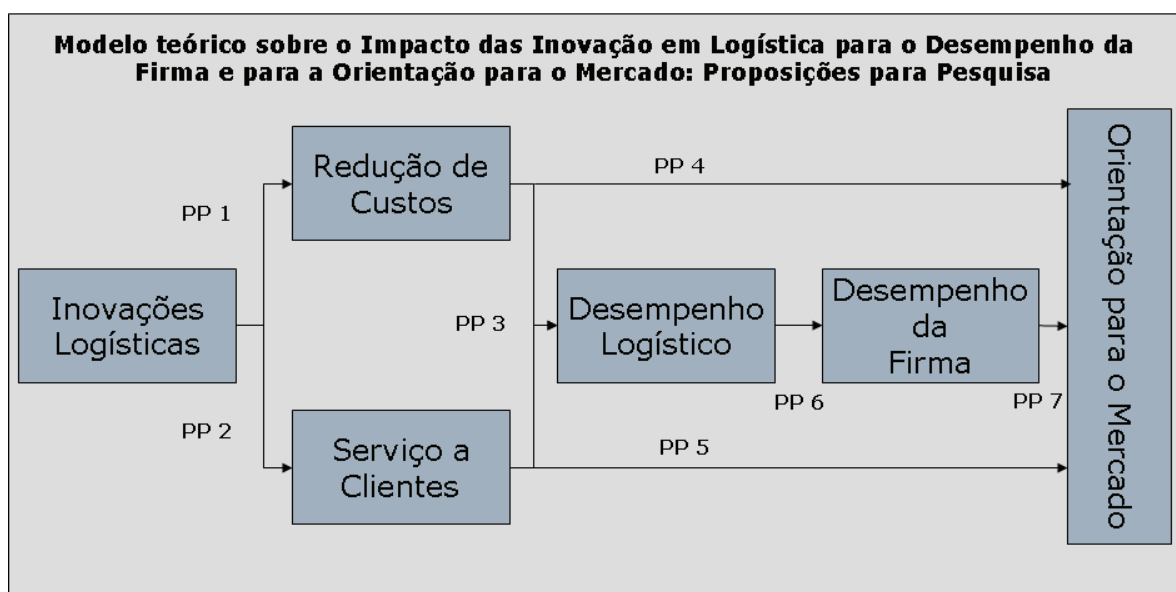 Modelo teórico sobre o Impacto das Inovação em Logística para o Desempenho da
Firma e para a Orientação para o Mercado: Proposições para Pesquisa
Redução de
Custos
PP 4
PP 1
Inovações
Logísticas
PP 3
Desempenho
Logístico
Desempenho
da
Firma
PP 6
PP 7
PP 2
Serviço a
Clientes
PP 5
Orientação para o Mercado